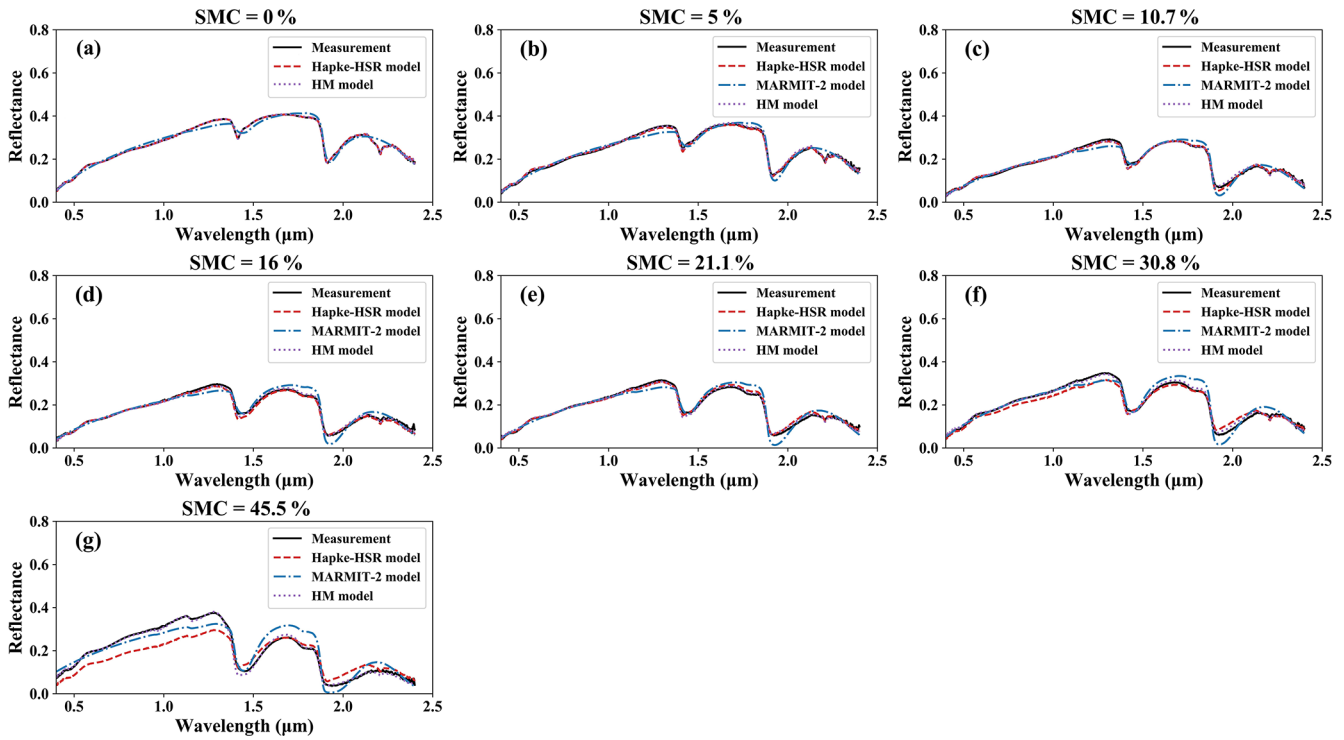 SMC = 0 %
(a)
Measurement
Hapke-HSR model
HM model
Reflectance
0.8
0.6
0.4
0.2
0.0
0.5
1.0
1.5
2.0
2.5
Wavelength (μm)
SMC = 5 %
(b)
Measurement
Hapke-HSR model
MARMIT-2 model
HM model
Reflectance
0.8
0.6
0.4
0.2
0.0
0.5
1.0
1.5
2.0
2.5
Wavelength (μm)
SMC = 10.7 %
(c)
Measurement
Hapke-HSR model
MARMIT-2 model
HM model
Reflectance
0.8
0.6
0.4
0.2
0.0
0.5
1.0
1.5
2.0
2.5
Wavelength (μm)
SMC = 16 %
(d)
Measurement
Hapke-HSR model
MARMIT-2 model
HM model
Reflectance
0.8
0.6
0.4
0.2
0.0
0.5
1.0
1.5
2.0
2.5
Wavelength (μm)
SMC = 21.1 %
(e)
Measurement
Hapke-HSR model
MARMIT-2 model
HM model
Reflectance
0.8
0.6
0.4
0.2
0.0
0.5
1.0
1.5
2.0
2.5
Wavelength (μm)
SMC = 30.8 %
(f)
Measurement
Hapke-HSR model
MARMIT-2 model
HM model
Reflectance
0.8
0.6
0.4
0.2
0.0
0.5
1.0
1.5
2.0
2.5
Wavelength (μm)
SMC = 45.5 %
(g)
Measurement
Hapke-HSR model
MARMIT-2 model
HM model
Reflectance
0.8
0.6
0.4
0.2
0.0
0.5
1.0
1.5
2.0
2.5
Wavelength (μm)